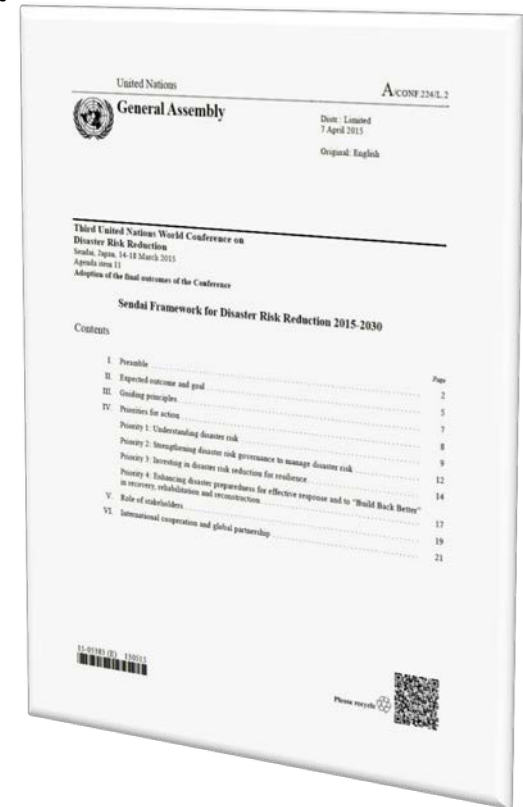 United Nations
A/CONF.224/L.2
General Assembly
Distr.: Limited
7 April 2015
Original: English
Third United Nations World Conference on
Disaster Risk Reduction
Sendai, Japan, 14-18 March 2015
Agenda item 11
Adoption of the final outcomes of the Conference
Sendai Framework for Disaster Risk Reduction 2015-2030
Contents
Page
I. Preamble 2
II. Expected outcome and goal 5
III. Guiding principles 7
IV. Priorities for action 8
Priority 1: Understanding disaster risk 9
Priority 2: Strengthening disaster risk governance to manage disaster risk 12
Priority 3: Investing in disaster risk reduction for resilience 14
Priority 4: Enhancing disaster preparedness for effective response and to "Build Back Better"
in recovery, rehabilitation and reconstruction 17
V. Role of stakeholders 19
VI. International cooperation and global partnership 21
15-05383 (E)
Please recycle